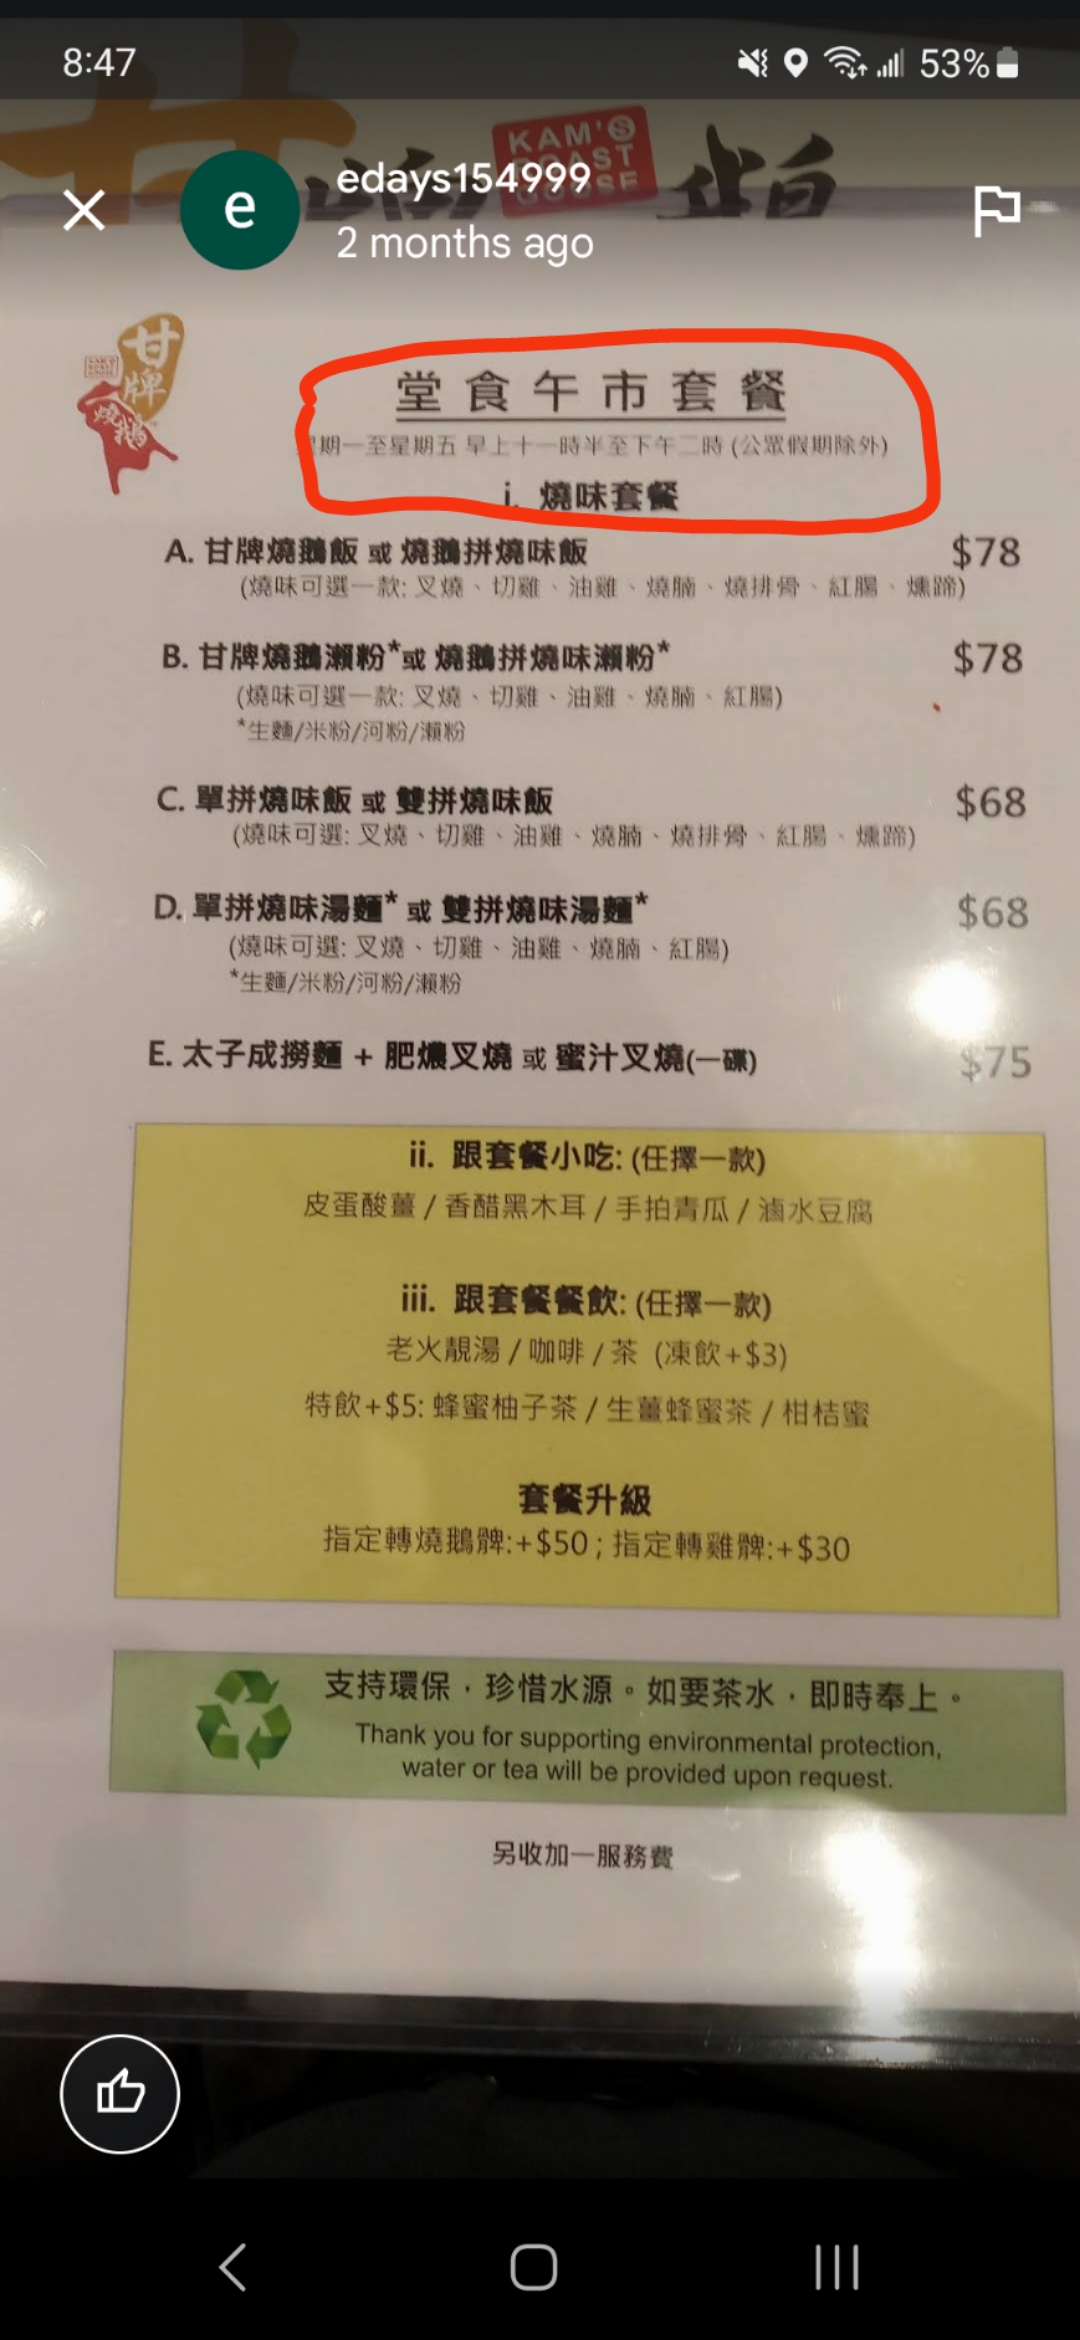 8:47
53%
KAM'S
ROAST
GOOSE
edays154999
e
2 months ago
甘
牌
燒鵝
堂食午市套餐
期一至星期五 早上十一時半至下午二時 (公眾假期除外)
i. 燒味套餐
A. 甘牌燒鵝飯 或 燒鵝拼燒味飯 $78
(燒味可選一款: 叉燒、切雞、油雞、燒腩、燒排骨、紅腸、燻蹄)
B. 甘牌燒鵝瀨粉*或 燒鵝拼燒味瀨粉* $78
(燒味可選一款: 叉燒、切雞、油雞、燒腩、紅腸)
*生麵/米粉/河粉/瀨粉
C. 單拼燒味飯 或 雙拼燒味飯 $68
(燒味可選: 叉燒、切雞、油雞、燒腩、燒排骨、紅腸、燻蹄)
D. 單拼燒味湯麵* 或 雙拼燒味湯麵* $68
(燒味可選: 叉燒、切雞、油雞、燒腩、紅腸)
*生麵/米粉/河粉/瀨粉
E. 太子成撈麵 + 肥燶叉燒 或 蜜汁叉燒(一碟) $75
ii. 跟套餐小吃: (任擇一款)
皮蛋酸薑 / 香醋黑木耳 / 手拍青瓜 / 滷水豆腐
iii. 跟套餐餐飲: (任擇一款)
老火靚湯 / 咖啡 / 茶 (凍飲+$3)
特飲+$5: 蜂蜜柚子茶 / 生薑蜂蜜茶 / 柑桔蜜
套餐升級
指定轉燒鵝髀:+$50 ; 指定轉雞髀:+$30
支持環保，珍惜水源。如要茶水，即時奉上。
Thank you for supporting environmental protection,
water or tea will be provided upon request.
另收加一服務費